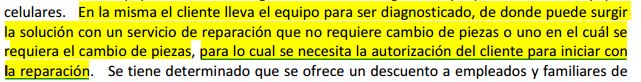 celulares. En la misma el cliente lleva el equipo para ser diagnosticado, de donde puede surgir
la solución con un servicio de reparación que no requiere cambio de piezas o uno en el cuál se
requiera el cambio de piezas, para lo cual se necesita la autorización del cliente para iniciar con
la reparación. Se tiene determinado que se ofrece un descuento a empleados y familiares de